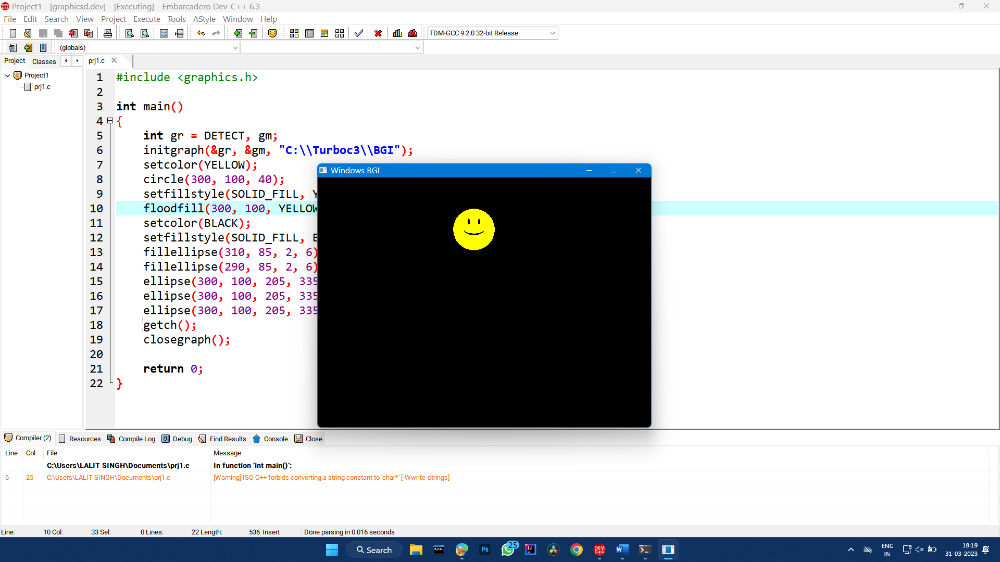 Project1 - [graphicsd.dev] - [Executing] - Embarcadero Dev-C++ 6.3
File Edit Search View Project Execute Tools AStyle Window Help
TDM-GCC 9.2.0 32-bit Release
(globals)
Project Classes prj1.c
Project1
prj1.c
1 #include <graphics.h>
2
3 int main()
4 {
5 int gr = DETECT, gm;
6 initgraph(&gr, &gm, "C:\\Turboc3\\BGI");
7 setcolor(YELLOW);
8 circle(300, 100, 40);
9 setfillstyle(SOLID_FILL, Y
10 floodfill(300, 100, YELLOW
11 setcolor(BLACK);
12 setfillstyle(SOLID_FILL, B
13 fillellipse(310, 85, 2, 6)
14 fillellipse(290, 85, 2, 6)
15 ellipse(300, 100, 205, 335
16 ellipse(300, 100, 205, 335
17 ellipse(300, 100, 205, 335
18 getch();
19 closegraph();
20
21 return 0;
22 }
Windows BGI
Compiler (2) Resources Compile Log Debug Find Results Console Close
Line Col File Message
C:\Users\LALIT SINGH\Documents\prj1.c In function 'int main()':
6 25 C:\Users\LALIT SINGH\Documents\prj1.c [Warning] ISO C++ forbids converting a string constant to 'char*' [-Wwrite-strings]
Line: 10 Col: 33 Sel: 0 Lines: 22 Length: 536 Insert Done parsing in 0.016 seconds
Search MySQL Ps 25 IJ DEV C++ W ENG IN 19:19 31-03-2023